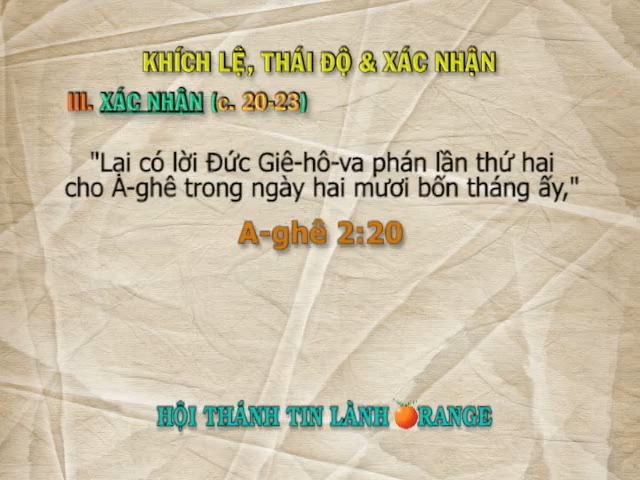 KHÍCH LỆ, THÁI ĐỘ & XÁC NHẬN
III. XÁC NHÂN (c. 20-23)
"Lại có lời Đức Giê-hô-va phán lần thứ hai
cho A-ghê trong ngày hai mươi bốn tháng ấy,"
A-ghê 2:20
HỘI THÁNH TIN LÀNH ORANGE